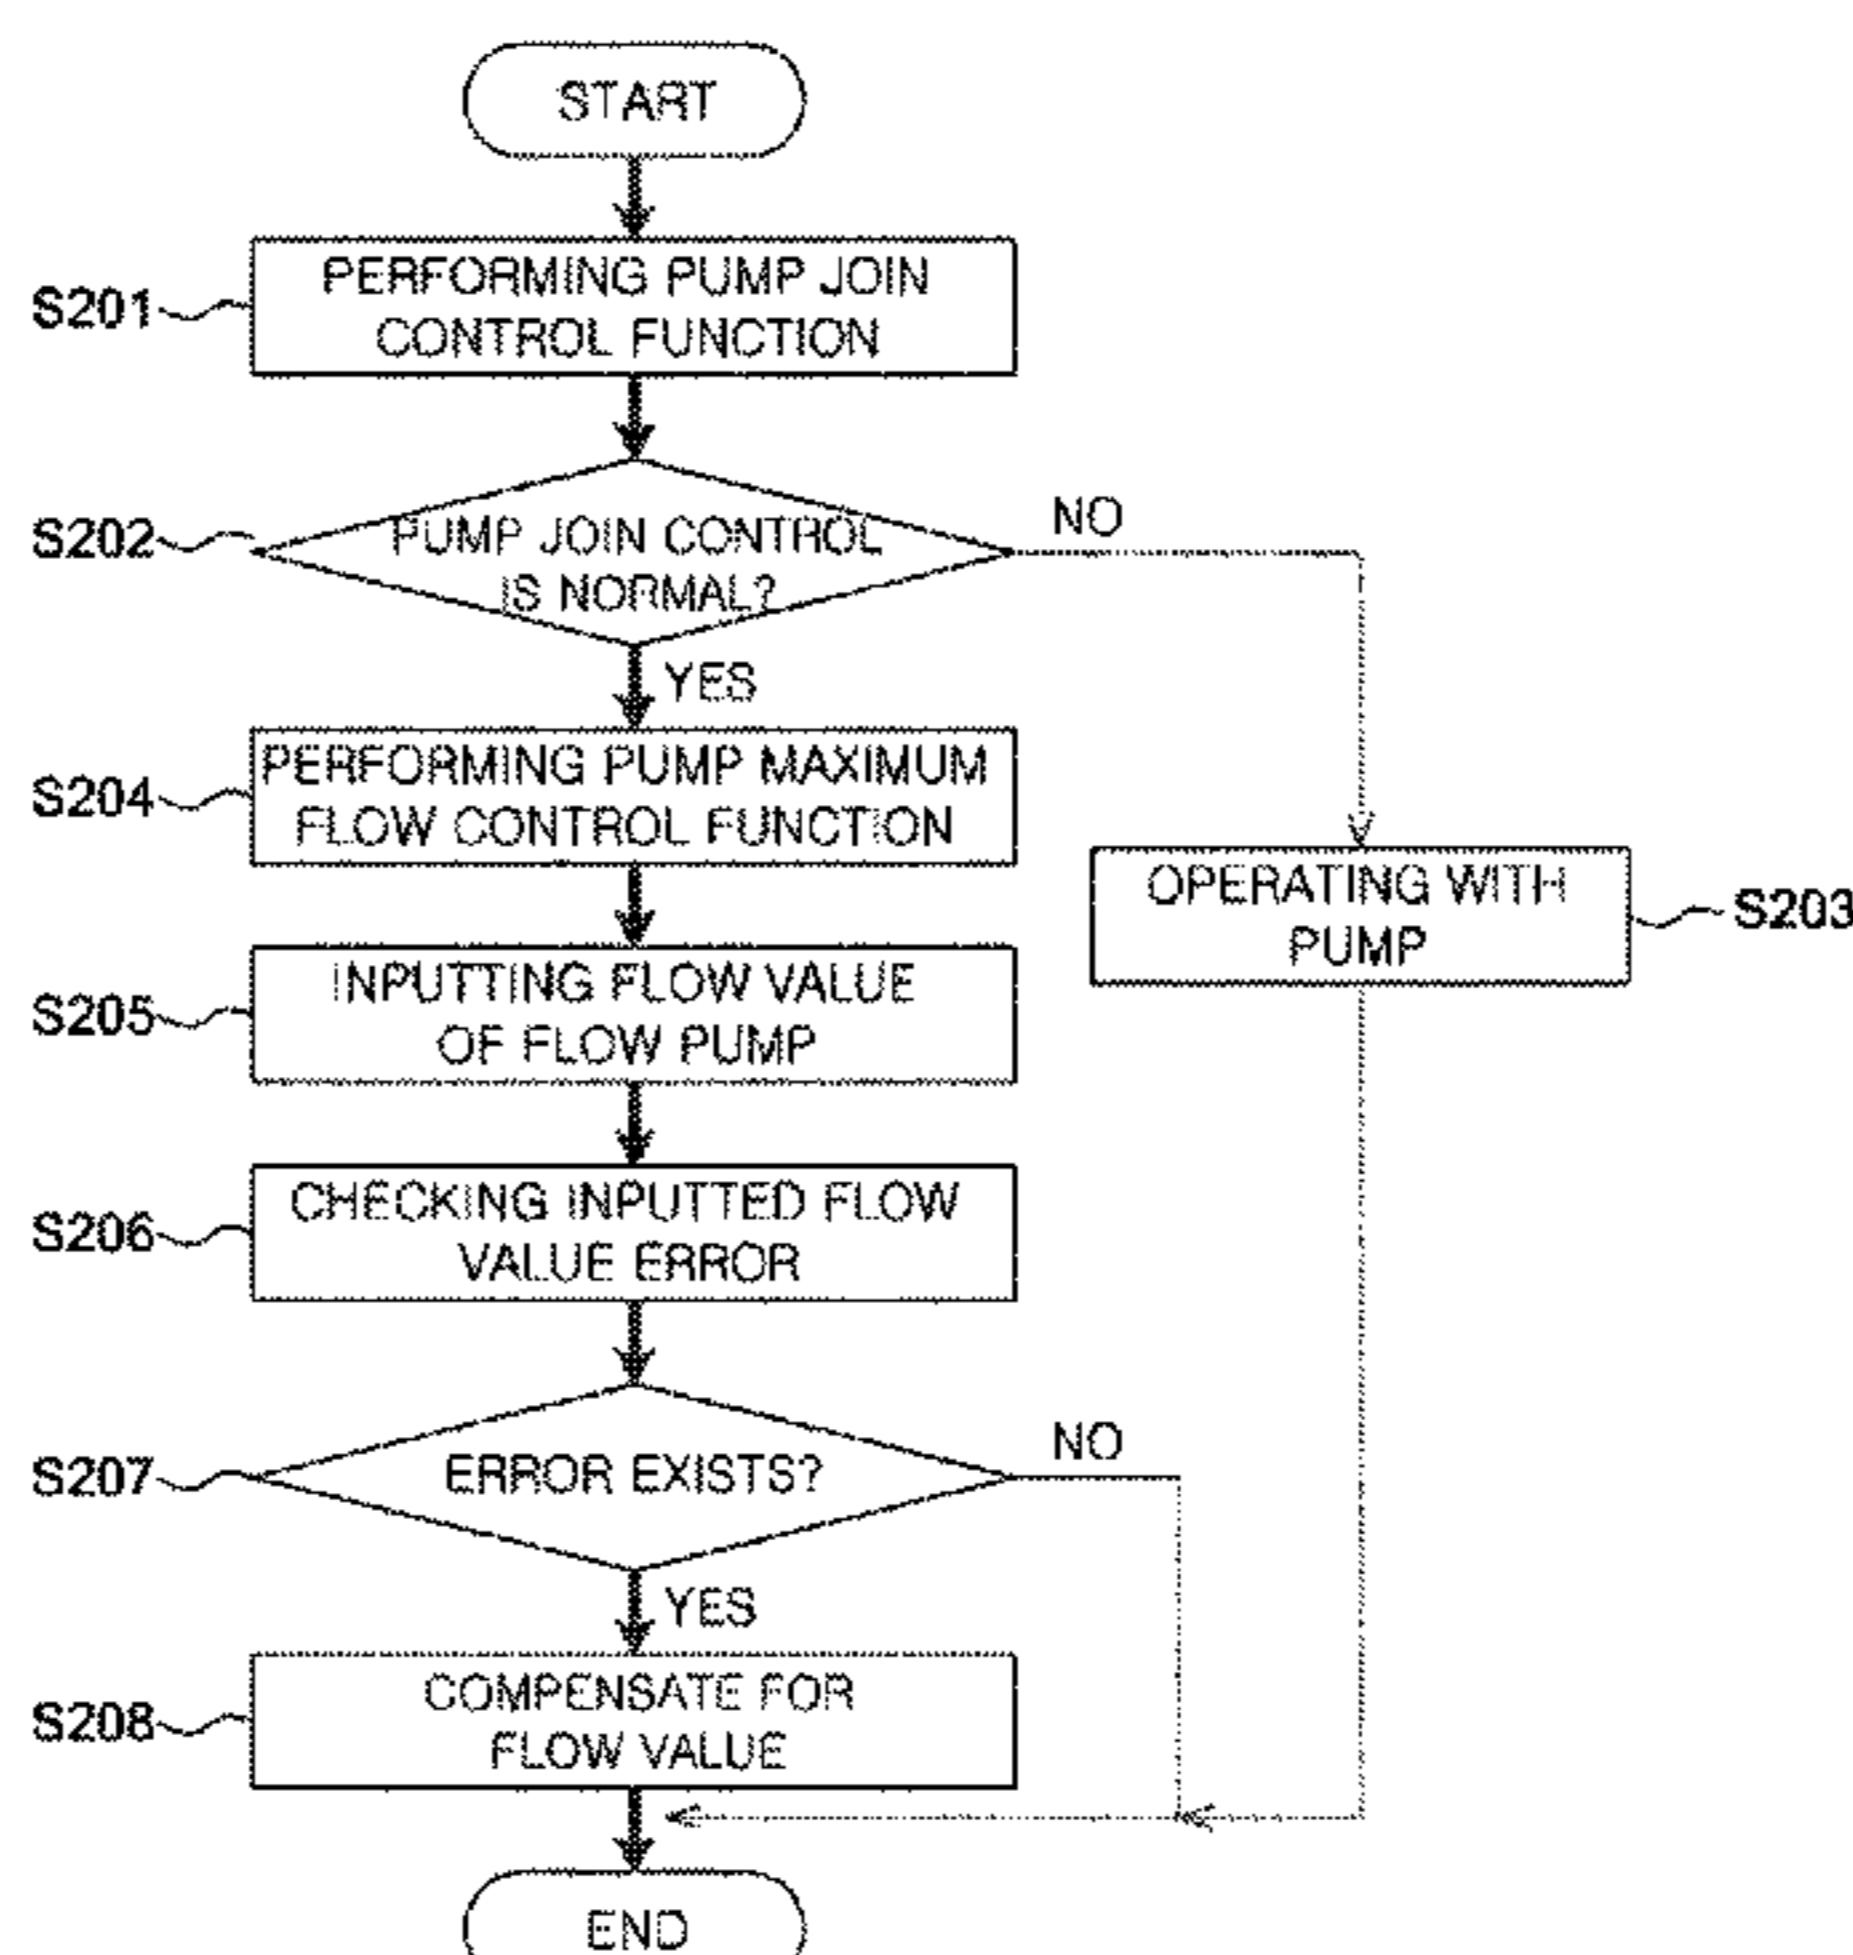 START
S201
PERFORMING PUMP JOIN
CONTROL FUNCTION
S202
PUMP JOIN CONTROL
IS NORMAL?
NO
YES
S204
PERFORMING PUMP MAXIMUM
FLOW CONTROL FUNCTION
OPERATING WITH
PUMP
S203
S205
INPUTTING FLOW VALUE
OF FLOW PUMP
S206
CHECKING INPUTTED FLOW
VALUE ERROR
S207
ERROR EXISTS?
NO
YES
S208
COMPENSATE FOR
FLOW VALUE
END